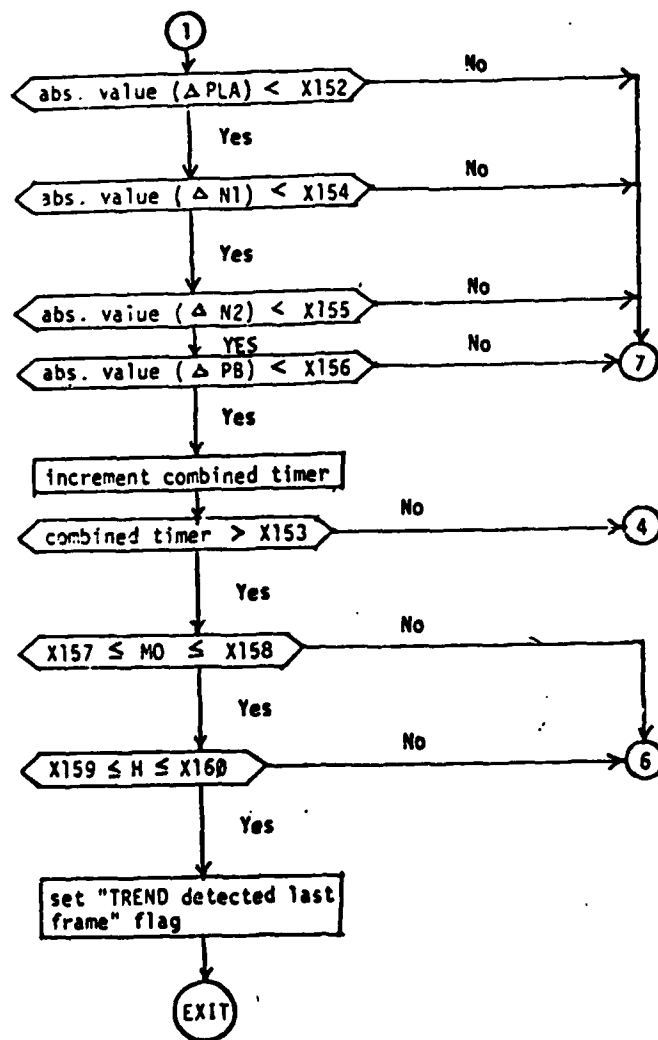 1
abs. value (Δ PLA) < X152
No
Yes
abs. value (Δ N1) < X154
No
Yes
abs. value (Δ N2) < X155
No
YES
abs. value (Δ PB) < X156
No
7
Yes
increment combined timer
combined timer > X153
No
4
Yes
X157 ≤ MO ≤ X158
No
Yes
X159 ≤ H ≤ X160
No
6
Yes
set "TREND detected last
frame" flag
EXIT